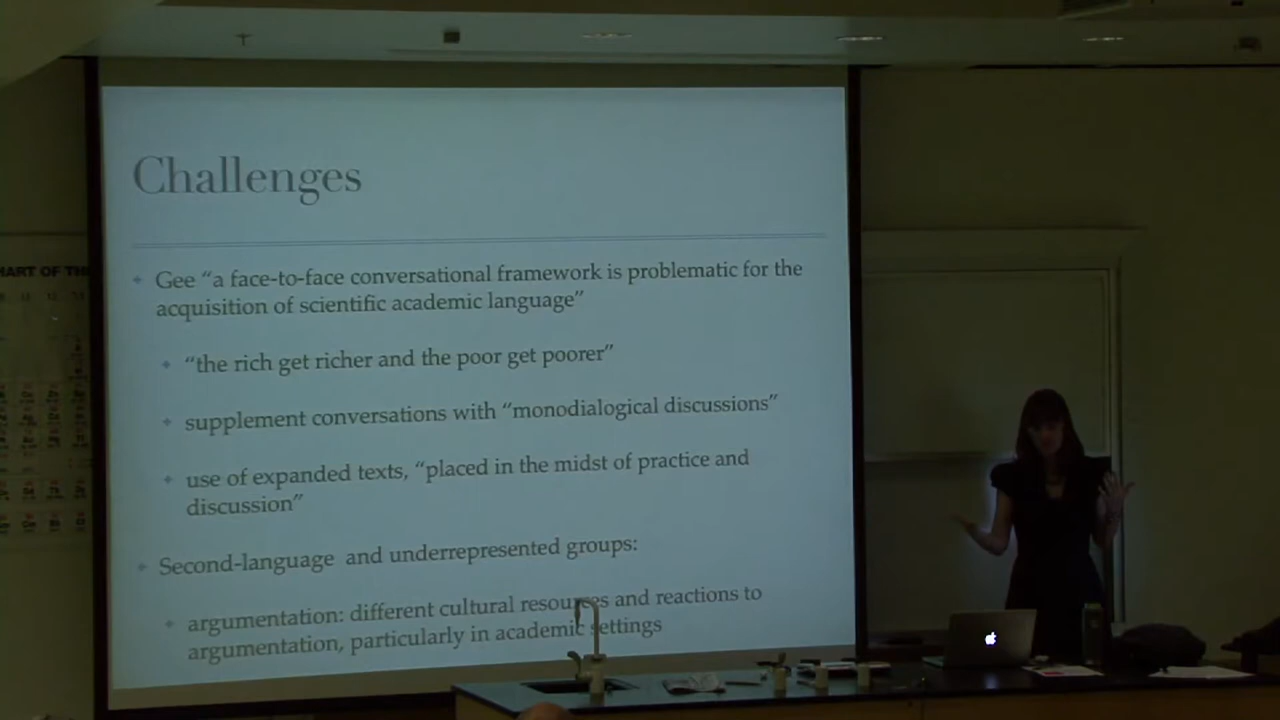 Challenges
Gee “a face-to-face conversational framework is problematic for the
acquisition of scientific academic language”
“the rich get richer and the poor get poorer”
supplement conversations with “monodialogical discussions”
use of expanded texts, “placed in the midst of practice and
discussion”
Second-language and underrepresented groups:
argumentation: different cultural resources and reactions to
argumentation, particularly in academic settings
HART OF TH